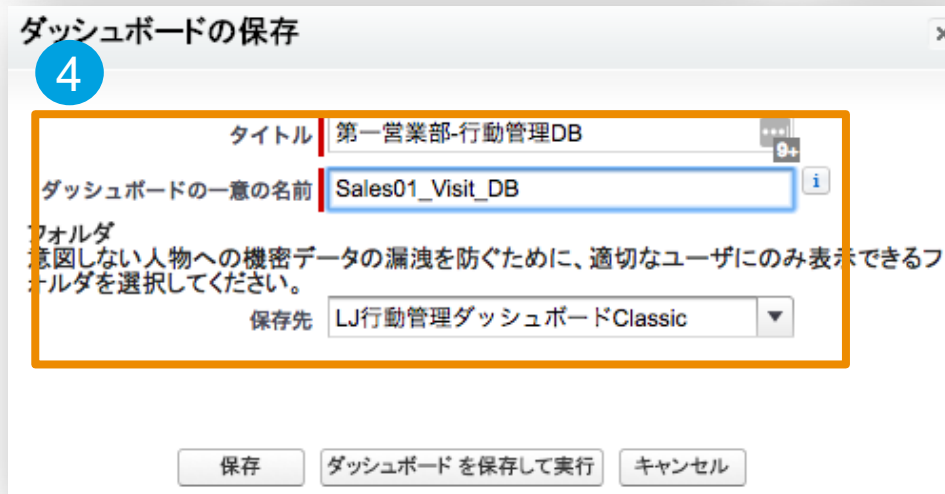 ダッシュボードの保存
4
タイトル 第一営業部-行動管理DB
9+
ダッシュボードの一意の名前 Sales01_Visit_DB i
フォルダ
意図しない人物への機密データの漏洩を防ぐために、適切なユーザにのみ表示できるフ
ォルダを選択してください。
保存先 LJ行動管理ダッシュボードClassic
保存 ダッシュボード を保存して実行 キャンセル